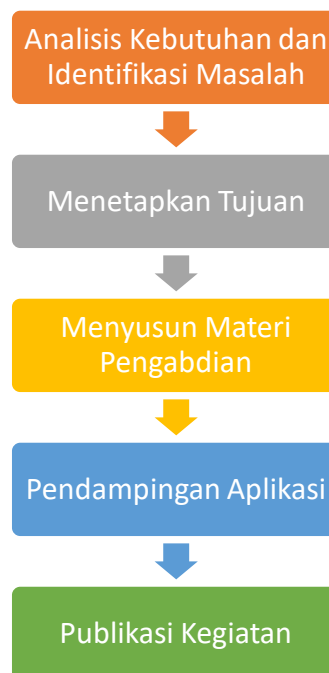 Analisis Kebutuhan dan
Identifikasi Masalah
Menetapkan Tujuan
Menyusun Materi
Pengabdian
Pendampingan Aplikasi
Publikasi Kegiatan